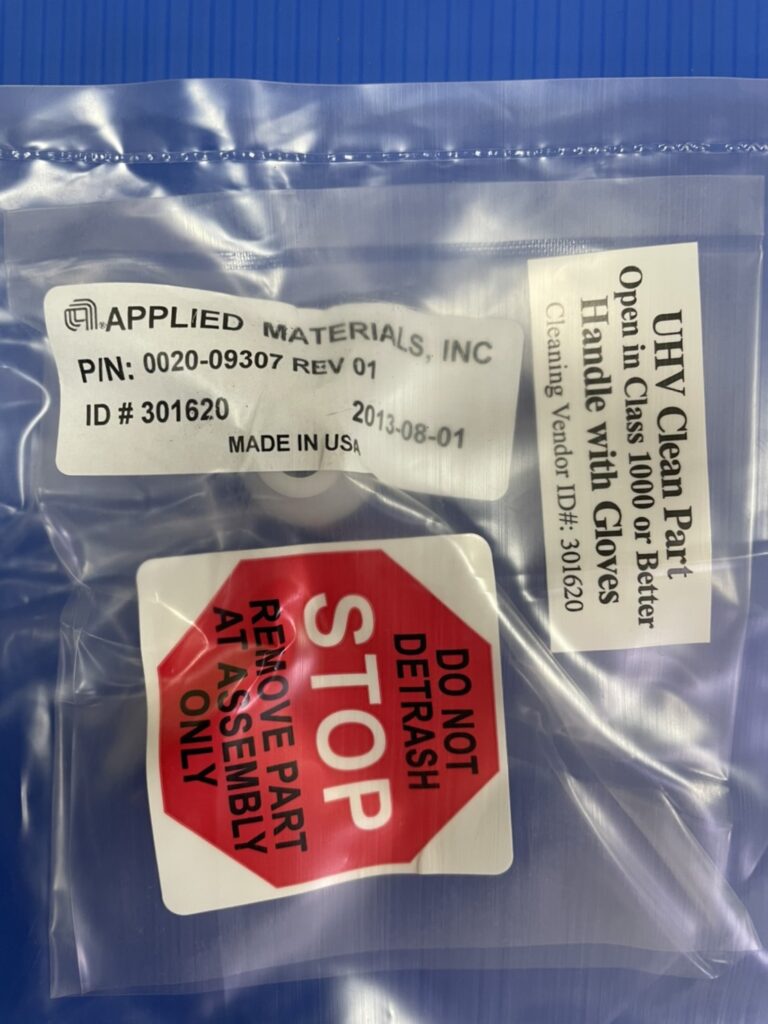 APPLIED MATERIALS, INC
P/N: 0020-09307 REV 01
ID # 301620
2013-08-01
MADE IN USA
UHV Clean Part
Open in Class 1000 or Better
Handle with Gloves
Cleaning Vendor ID#: 301620
DO NOT
DETRASH
STOP
REMOVE PART
AT ASSEMBLY
ONLY